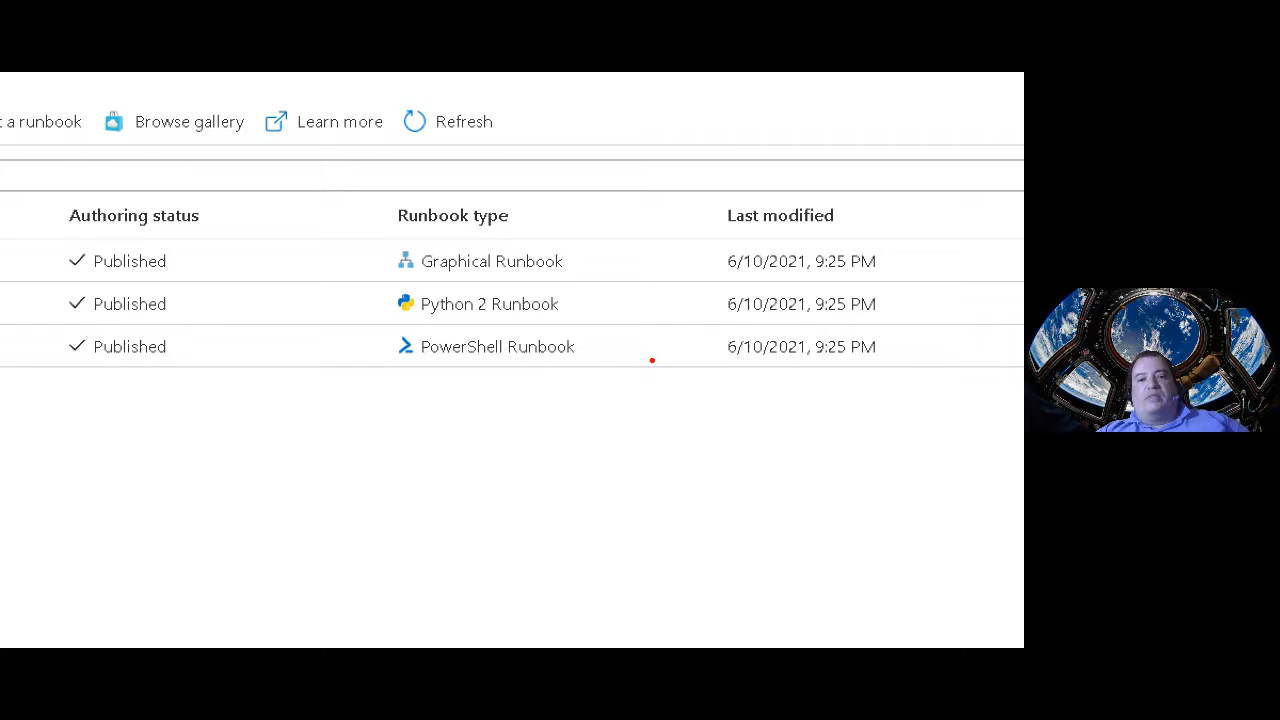 t a runbook Browse gallery Learn more Refresh
Authoring status Runbook type Last modified
Published Graphical Runbook 6/10/2021, 9:25 PM
Published Python 2 Runbook 6/10/2021, 9:25 PM
Published PowerShell Runbook 6/10/2021, 9:25 PM